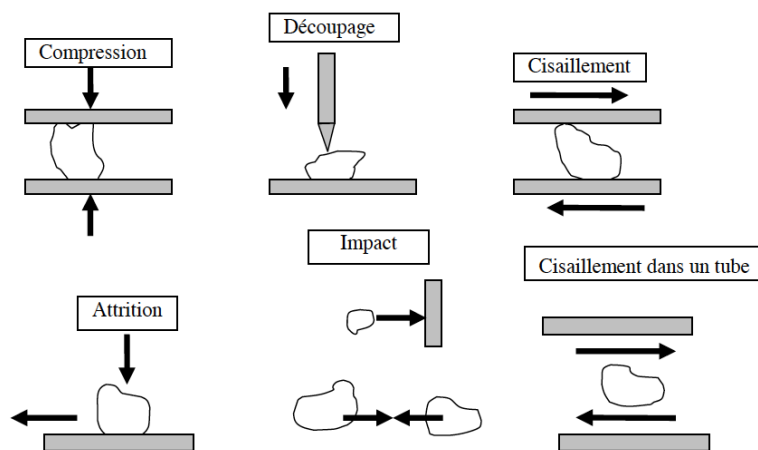 Compression
Découpage
Cisaillement
Attrition
Impact
Cisaillement dans un tube